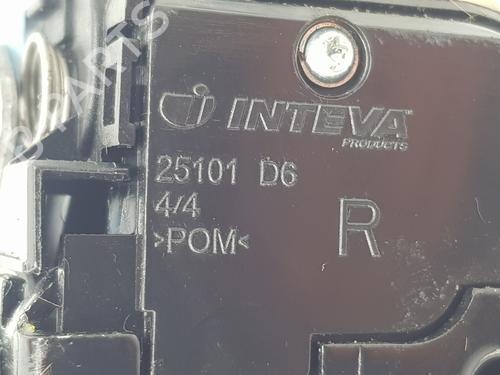 INTEVA
PRODUCTS
25101 D6
4/4
>POM<
R